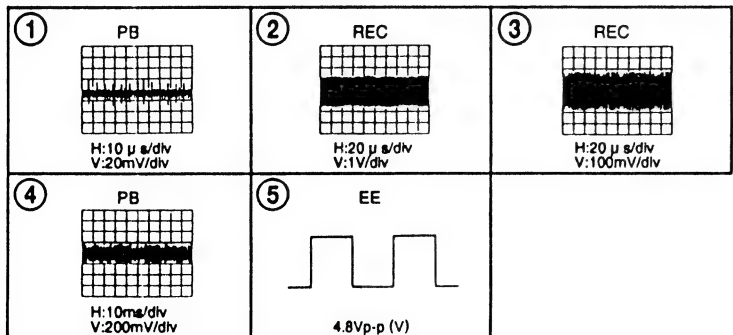 ① PB
H:10 μ s/div
V:20mV/div
② REC
H:20 μ s/div
V:1V/div
③ REC
H:20 μ s/div
V:100mV/div
④ PB
H:10ms/div
V:200mV/div
⑤ EE
4.8Vp-p (V)